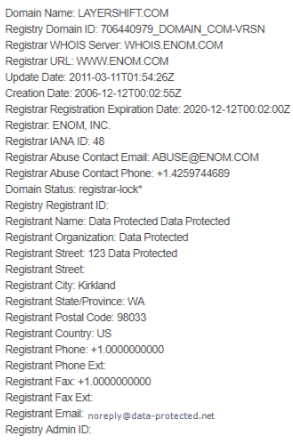 Domain Name: LAYERSHIFT.COM
Registry Domain ID: 706440979_DOMAIN_COM-VRSN
Registrar WHOIS Server: WHOIS.ENOM.COM
Registrar URL: WWW.ENOM.COM
Update Date: 2011-03-11T01:54:26Z
Creation Date: 2006-12-12T00:02:55Z
Registrar Registration Expiration Date: 2020-12-12T00:02:00Z
Registrar: ENOM, INC.
Registrar IANA ID: 48
Registrar Abuse Contact Email: ABUSE@ENOM.COM
Registrar Abuse Contact Phone: +1.4259744689
Domain Status: registrar-lock*
Registry Registrant ID:
Registrant Name: Data Protected Data Protected
Registrant Organization: Data Protected
Registrant Street: 123 Data Protected
Registrant Street:
Registrant City: Kirkland
Registrant State/Province: WA
Registrant Postal Code: 98033
Registrant Country: US
Registrant Phone: +1.0000000000
Registrant Phone Ext:
Registrant Fax: +1.0000000000
Registrant Fax Ext:
Registrant Email: noreply@data-protected.net
Registry Admin ID: